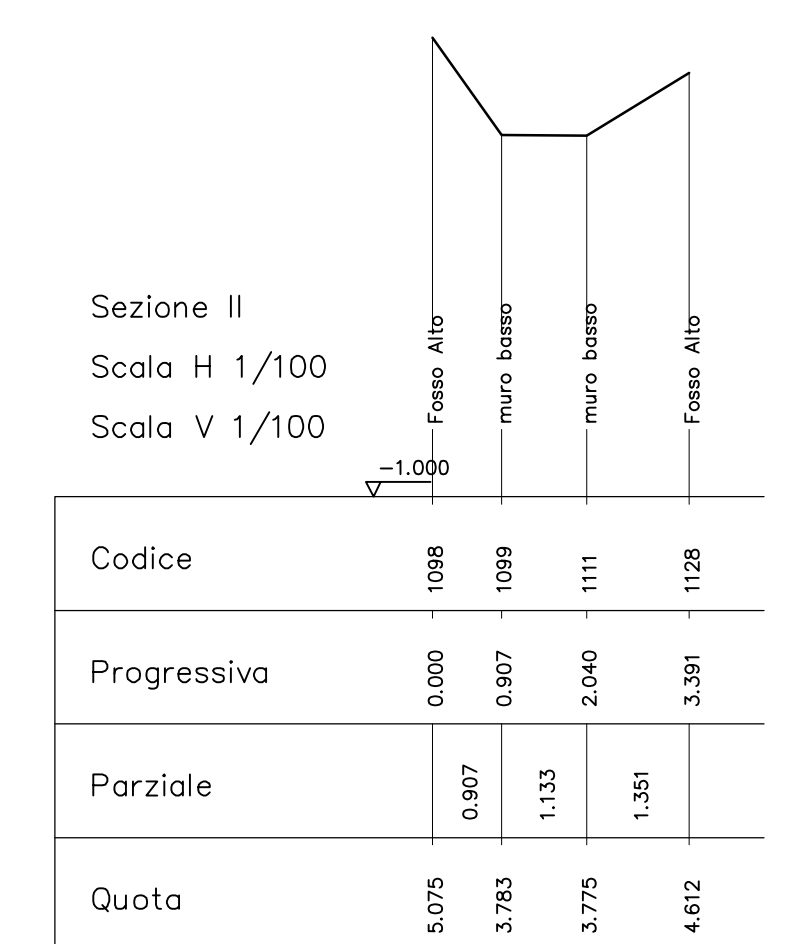 Sezione II
Scala H 1/100
Scala V 1/100
Fosso Alto
muro basso
muro basso
Fosso Alto
−1.000
Codice 1098 1099 1111 1128
Progressiva 0.000 0.907 2.040 3.391
Parziale 0.907 1.133 1.351
Quota 5.075 3.783 3.775 4.612